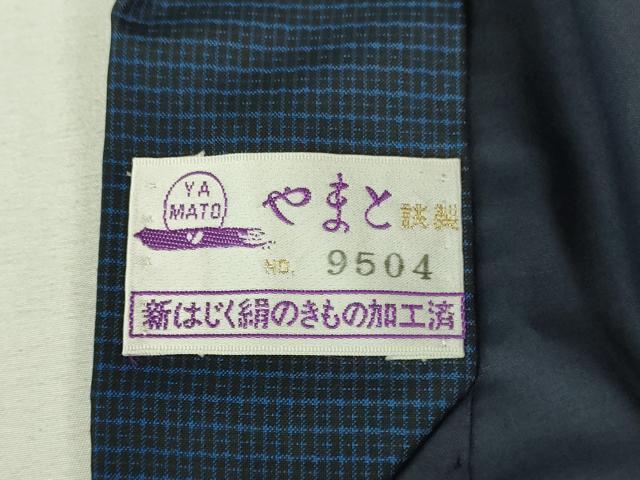 YA
MATO
やまと謹製
NO. 9504
新はじく絹のきもの加工済